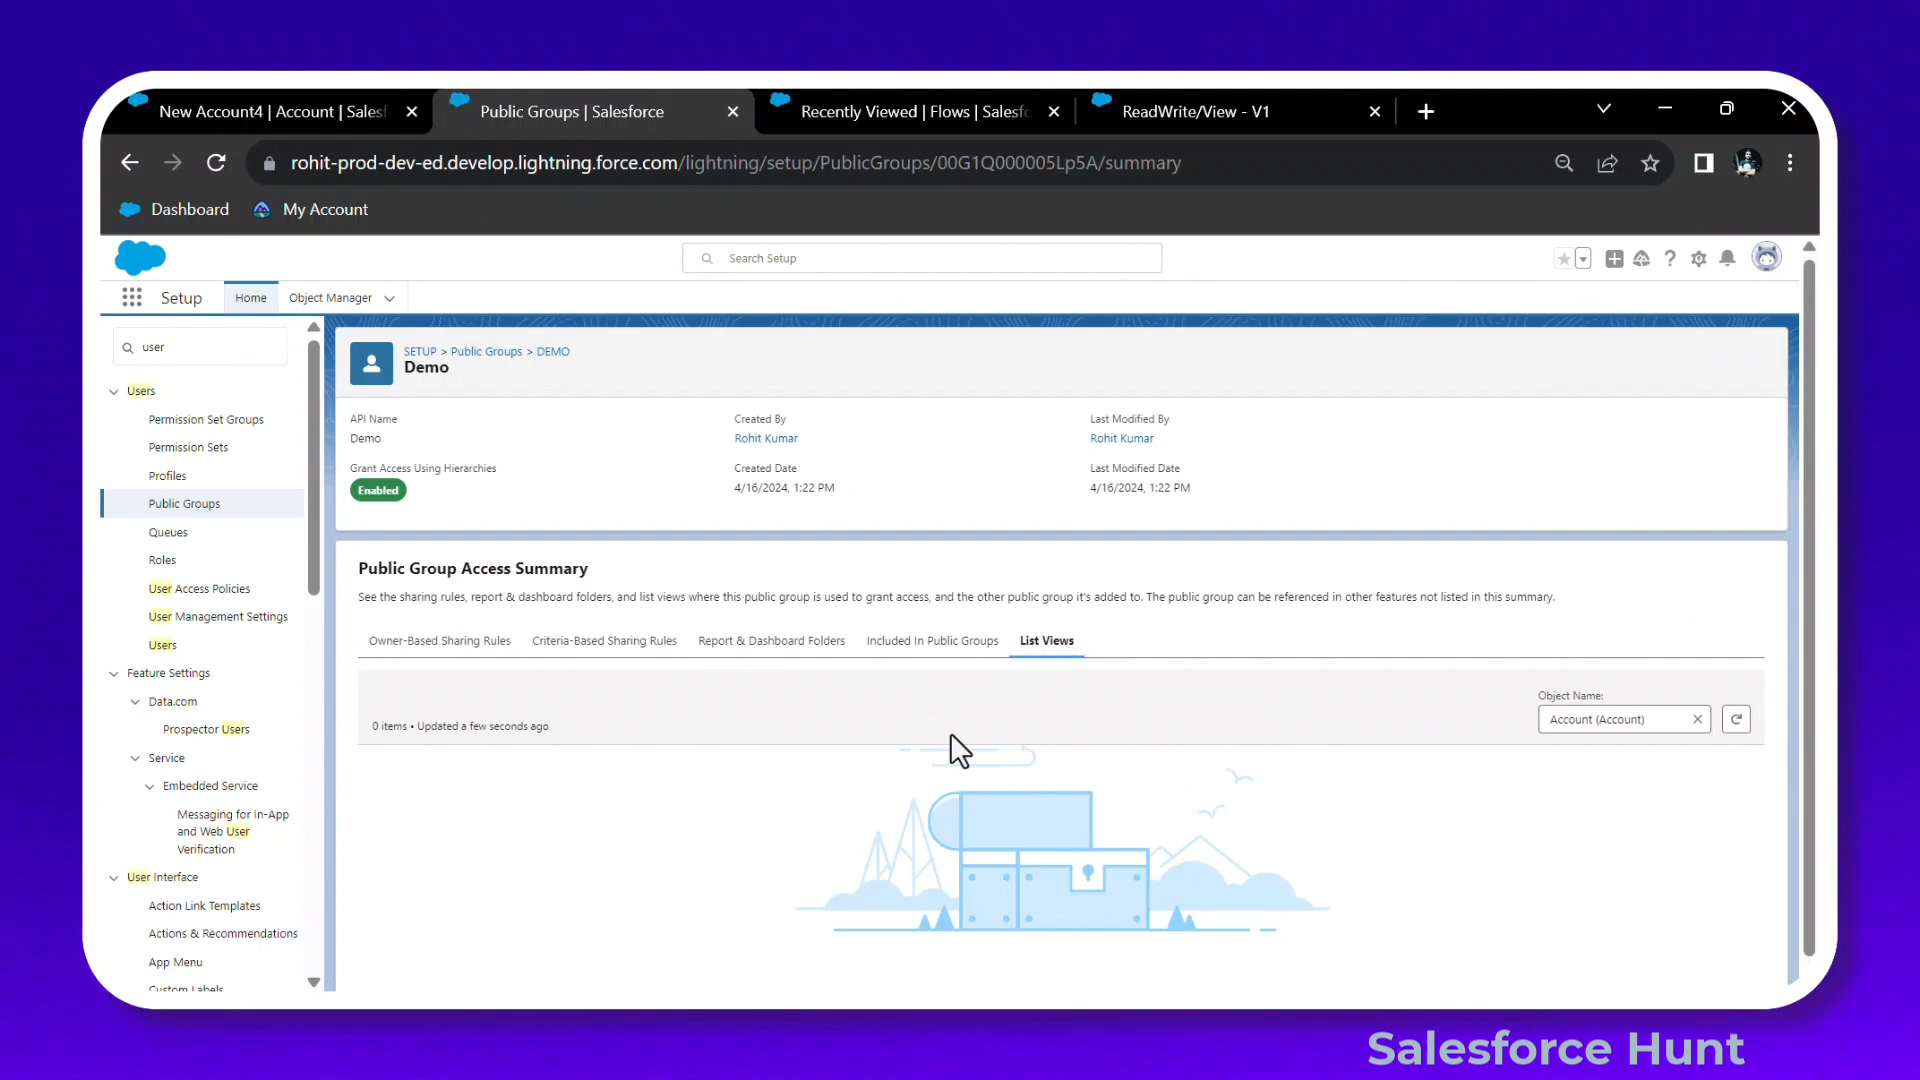 New Account4 | Account | Salesf
Public Groups | Salesforce
Recently Viewed | Flows | Salesfo
ReadWrite/View - V1
rohit-prod-dev-ed.develop.lightning.force.com/lightning/setup/PublicGroups/00G1Q000005Lp5A/summary
Dashboard
My Account
Search Setup
Setup
Home
Object Manager
user
Users
Permission Set Groups
Permission Sets
Profiles
Public Groups
Queues
Roles
User Access Policies
User Management Settings
Users
Feature Settings
Data.com
Prospector Users
Service
Embedded Service
Messaging for In-App
and Web User
Verification
User Interface
Action Link Templates
Actions & Recommendations
App Menu
Custom Labels
SETUP > Public Groups > DEMO
Demo
API Name
Demo
Created By
Rohit Kumar
Last Modified By
Rohit Kumar
Grant Access Using Hierarchies
Enabled
Created Date
4/16/2024, 1:22 PM
Last Modified Date
4/16/2024, 1:22 PM
Public Group Access Summary
See the sharing rules, report & dashboard folders, and list views where this public group is used to grant access, and the other public group it's added to. The public group can be referenced in other features not listed in this summary.
Owner-Based Sharing Rules
Criteria-Based Sharing Rules
Report & Dashboard Folders
Included In Public Groups
List Views
0 items • Updated a few seconds ago
Object Name:
Account (Account)
Salesforce Hunt